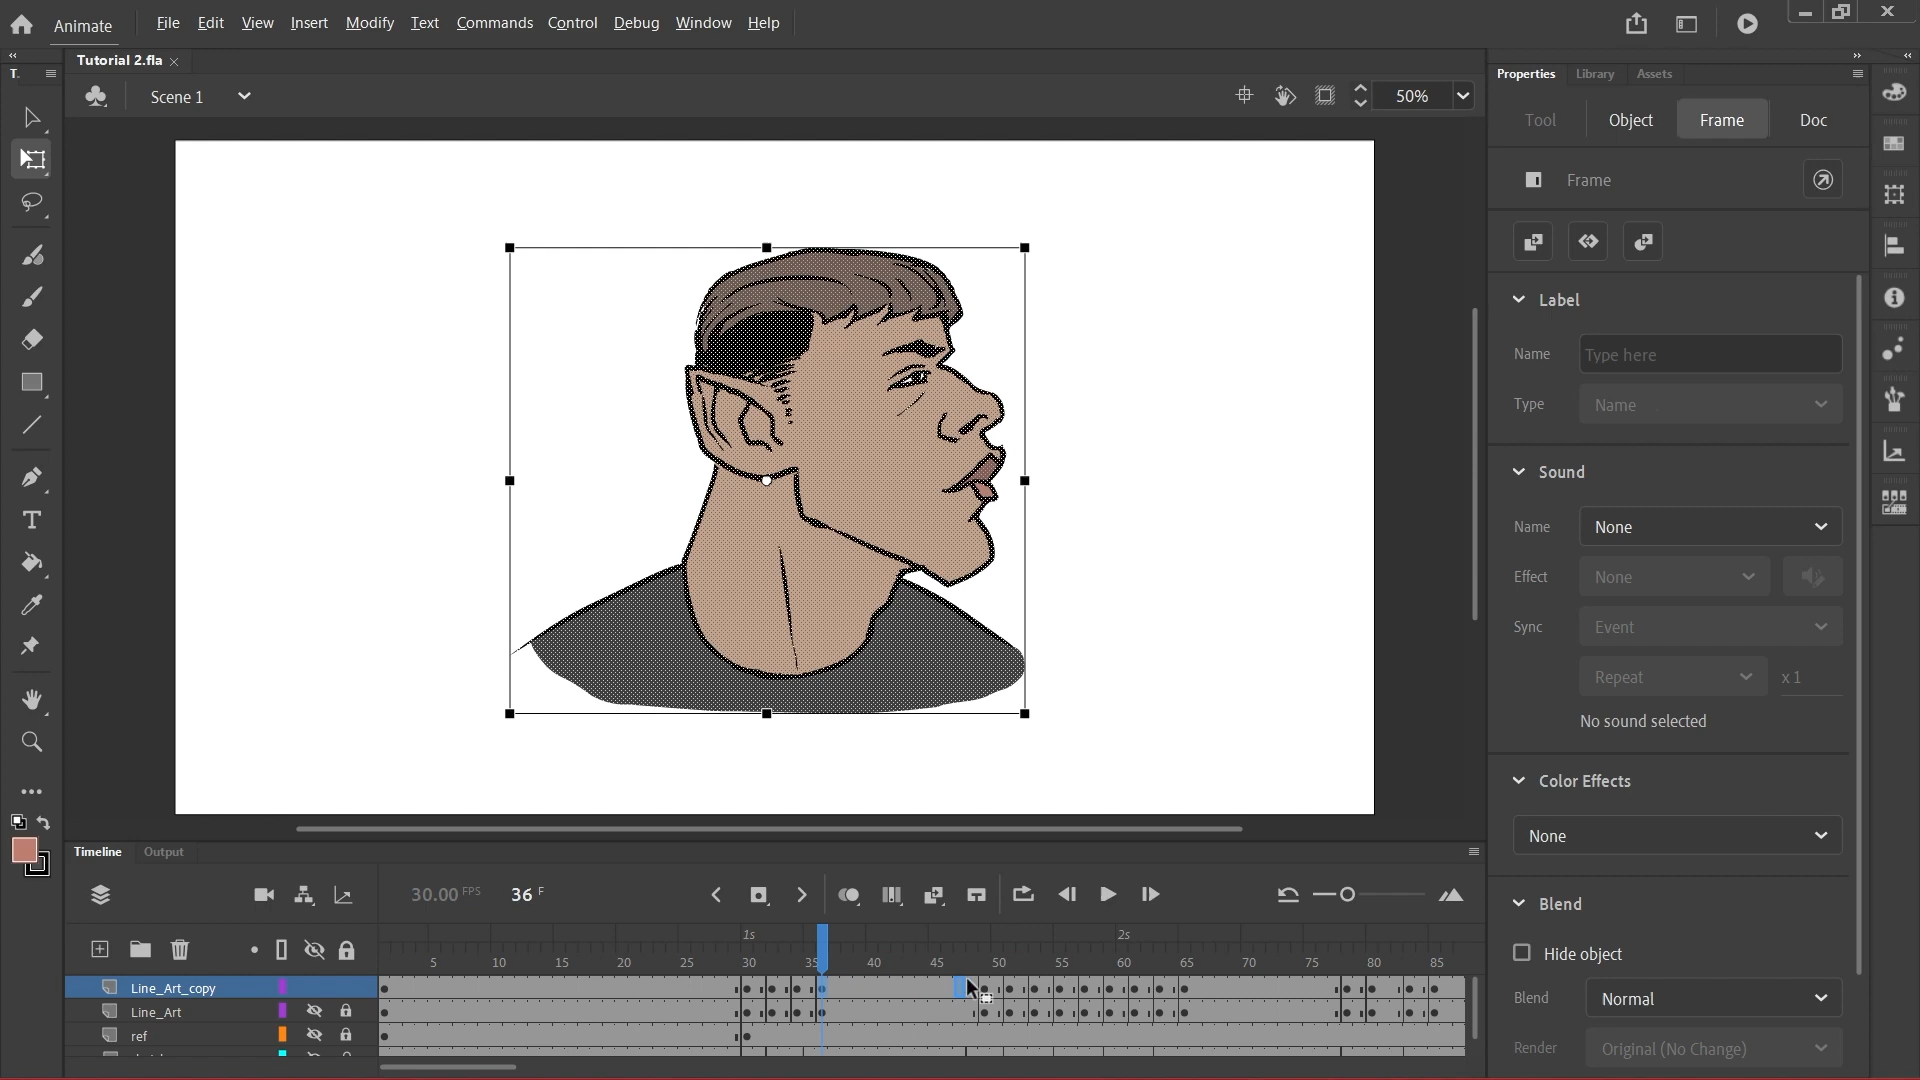 Animate File Edit View Insert Modify Text Commands Control Debug Window Help
T. Tutorial 2.fla
Scene 1 50%
Properties Library Assets
Tool Object Frame Doc
Frame
Label
Name Type here
Type Name
Sound
Name None
Effect None
Sync Event
Repeat x 1
No sound selected
Color Effects
None
Blend
Hide object
Blend Normal
Render Original (No Change)
Timeline Output
30.00 FPS 36 F
1s 2s
5 10 15 20 25 30 35 40 45 50 55 60 65 70 75 80 85
Line_Art_copy
Line_Art
ref